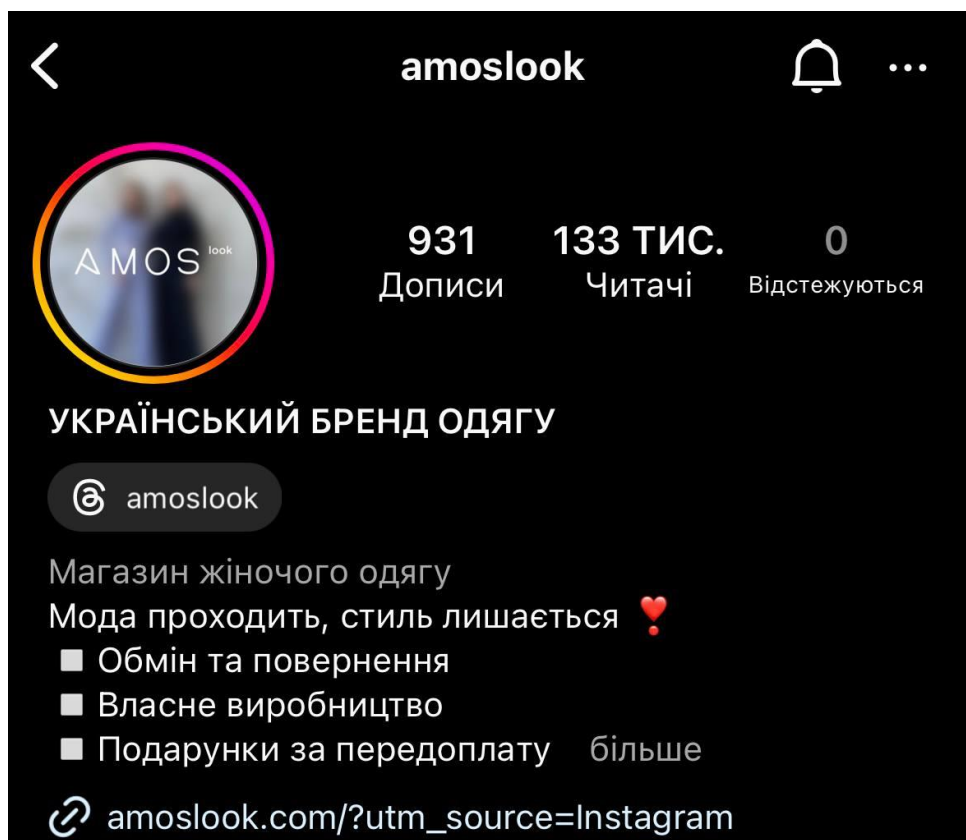 amoslook
AMOS look
931 133 ТИС. 0
Дописи Читачі Відстежуються
УКРАЇНСЬКИЙ БРЕНД ОДЯГУ
amoslook
Магазин жіночого одягу
Мода проходить, стиль лишається ❣️
◽ Обмін та повернення
◽ Власне виробництво
◽ Подарунки за передоплату більше
amoslook.com/?utm_source=Instagram